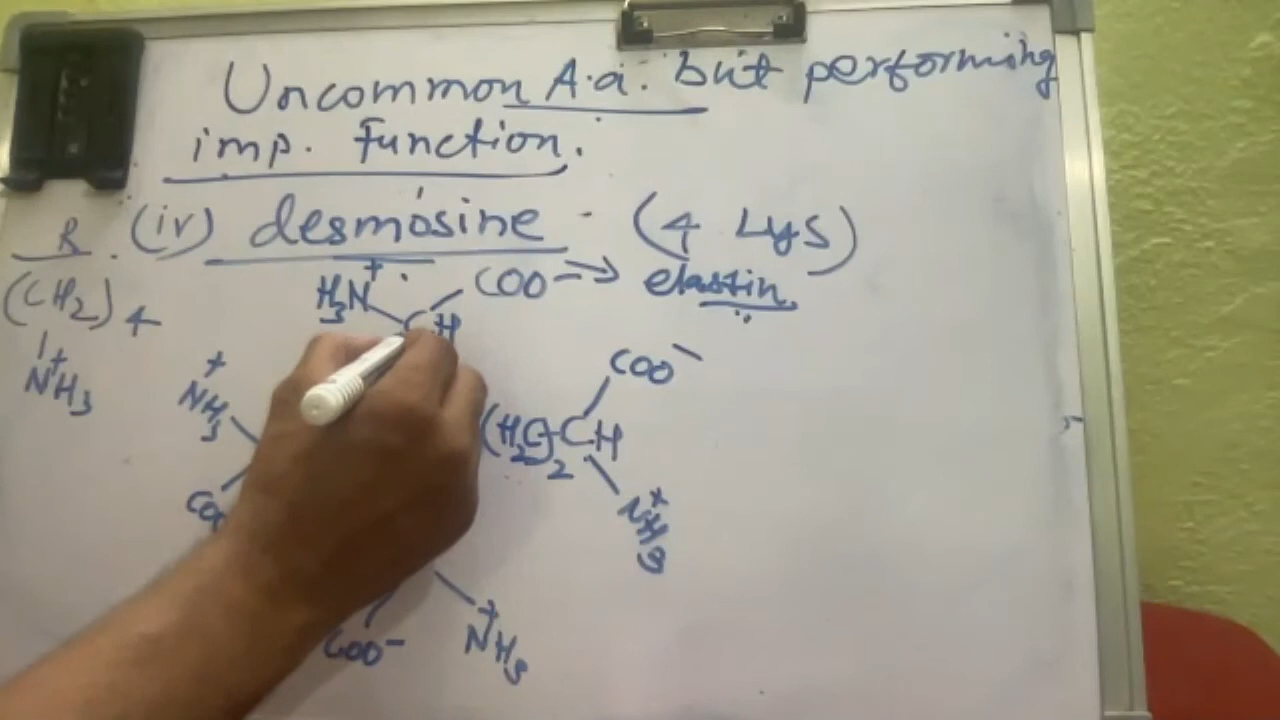 Uncommon A.a. but performing
imp. Function.
(iv) desmosine - (4 Lys)
elastin
R
(CH2)4
NH3+
H3N+
COO-
CH
COO-
NH3+
(H2C)2 CH
NH3+
COO-
NH3+